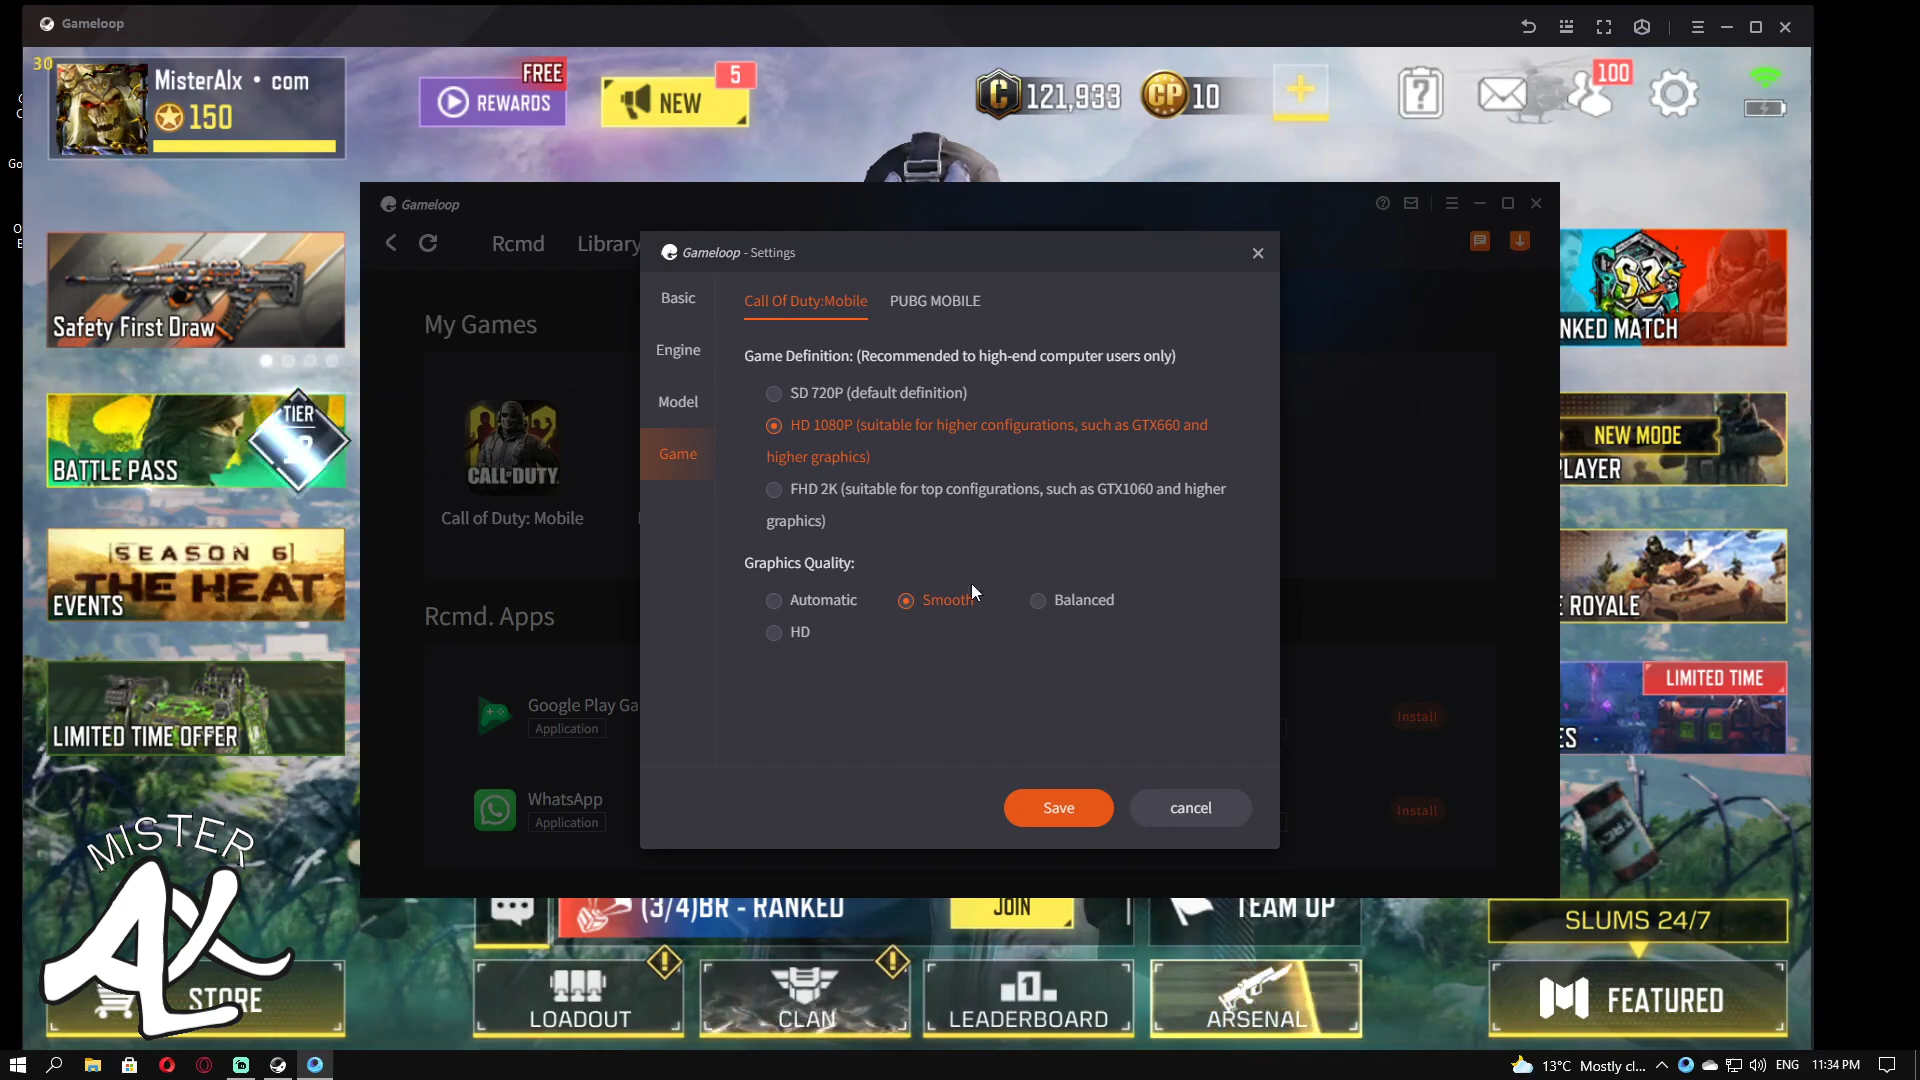 Gameloop
30
MisterAlx • com
150
FREE
REWARDS
NEW
5
C
121,933
CP
10
+
?
100
Gameloop
Rcmd
Library
Gameloop - Settings
Basic
Engine
Model
Game
Call Of Duty:Mobile
PUBG MOBILE
Game Definition: (Recommended to high-end computer users only)
SD 720P (default definition)
HD 1080P (suitable for higher configurations, such as GTX660 and
higher graphics)
FHD 2K (suitable for top configurations, such as GTX1060 and higher
graphics)
Graphics Quality:
Automatic
Smooth
Balanced
HD
Save
cancel
My Games
CALL OF DUTY
Call of Duty: Mobile
Rcmd. Apps
Google Play Ga
Application
Install
WhatsApp
Application
Install
Safety First Draw
BATTLE PASS
TIER
SEASON 6
THE HEAT
EVENTS
LIMITED TIME OFFER
MISTER
ALX
STORE
NKED MATCH
NEW MODE
LAYER
E ROYALE
LIMITED TIME
ES
(3/4)BR - RANKED
JOIN
TEAM UP
SLUMS 24/7
LOADOUT
CLAN
1
LEADERBOARD
ARSENAL
FEATURED
13°C Mostly cl...
ENG
11:34 PM